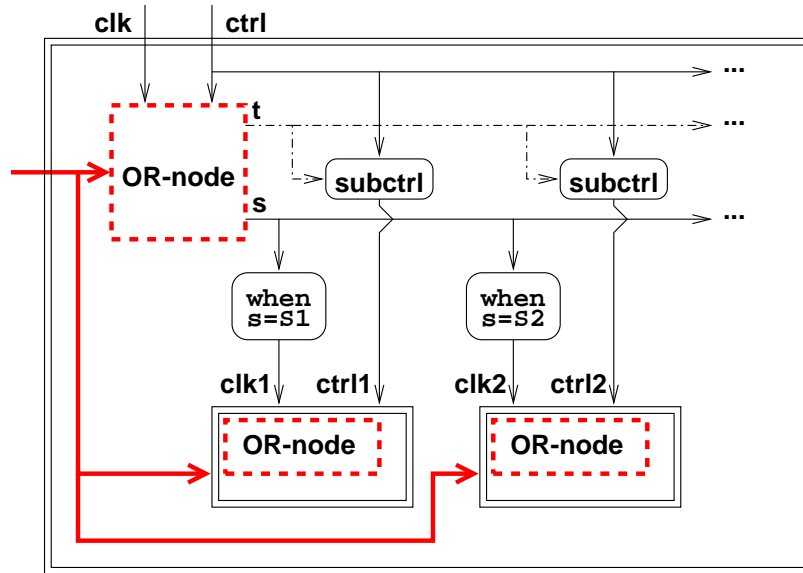 clk ctrl
...
t
...
OR-node
subctrl subctrl
s
...
when when
s=S1 s=S2
clk1 ctrl1 clk2 ctrl2
OR-node OR-node